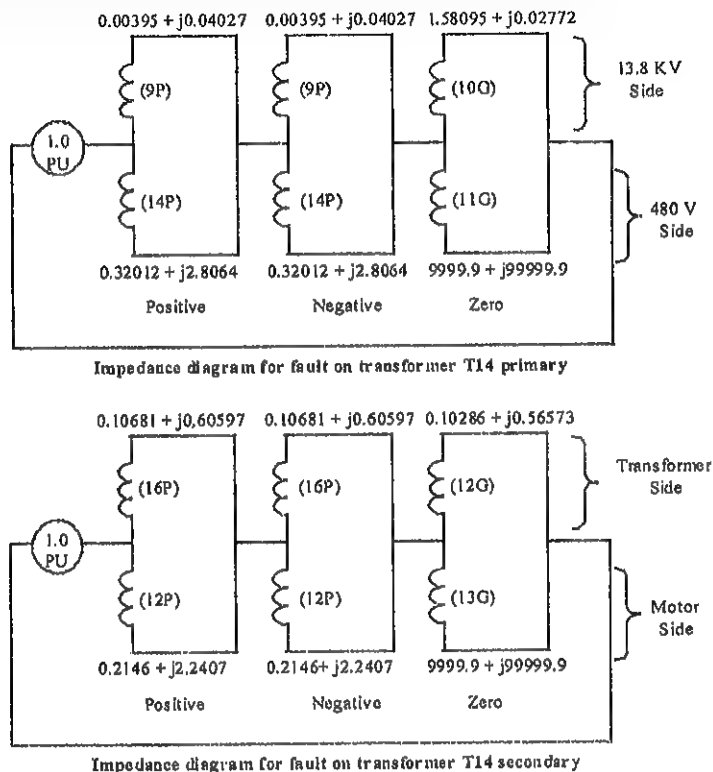 0.00395 + j0.04027 0.00395 + j0.04027 1.58095 + j0.02772
(9P) (9P) (10G) 13.8 KV
Side
1.0
PU
(14P) (14P) (11G) 480 V
Side
0.32012 + j2.8064 0.32012 + j2.8064 9999.9 + j99999.9
Positive Negative Zero
Impedance diagram for fault on transformer T14 primary
0.10681 + j0,60597 0.10681 + j0.60597 0.10286 + j0.56573
(16P) (16P) (12G) Transformer
Side
1.0
PU
(12P) (12P) (13G) Motor
Side
0.2146 + j2,2407 0.2146+ j2.2407 9999.9 + j99999.9
Positive Negative Zero
Impedance diagram for fault on transformer T14 secondary